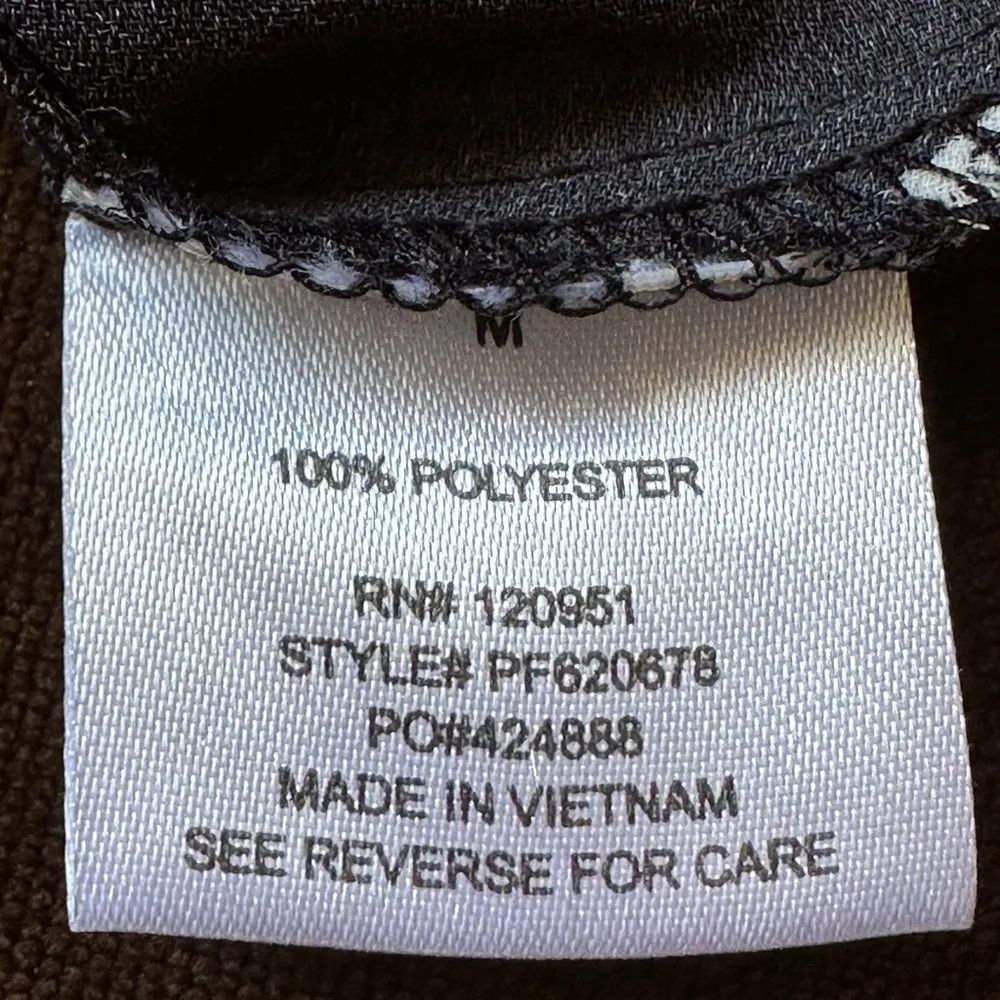 M
100% POLYESTER
RN# 120951
STYLE# PF620678
PO#424888
MADE IN VIETNAM
SEE REVERSE FOR CARE